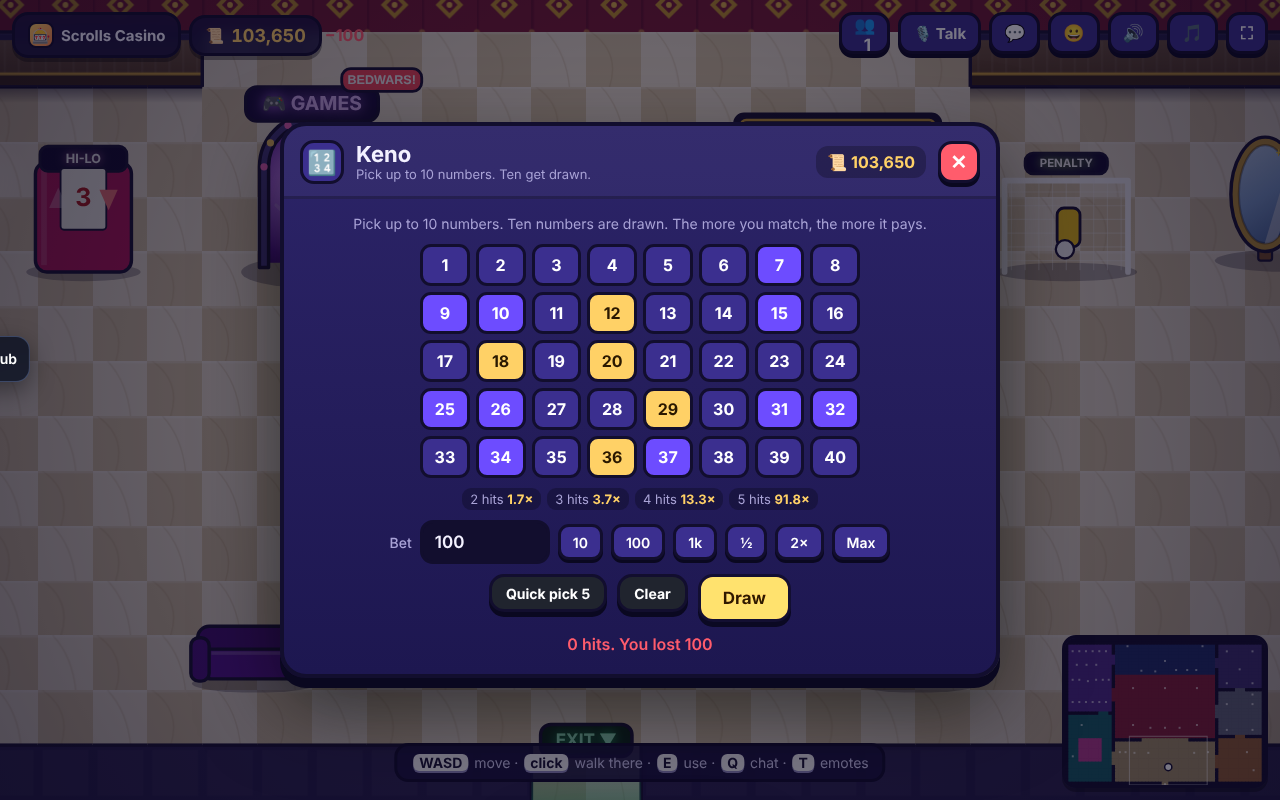 Scrolls Casino
103,650
-100
1
Talk
BEDWARS!
GAMES
HI-LO
3
PENALTY
ub
Keno
Pick up to 10 numbers. Ten get drawn.
103,650
×
Pick up to 10 numbers. Ten numbers are drawn. The more you match, the more it pays.
1 2 3 4 5 6 7 8
9 10 11 12 13 14 15 16
17 18 19 20 21 22 23 24
25 26 27 28 29 30 31 32
33 34 35 36 37 38 39 40
2 hits 1.7× 3 hits 3.7× 4 hits 13.3× 5 hits 91.8×
Bet 100 10 100 1k ½ 2× Max
Quick pick 5 Clear Draw
0 hits. You lost 100
EXIT ▼
WASD move · click walk there · E use · Q chat · T emotes